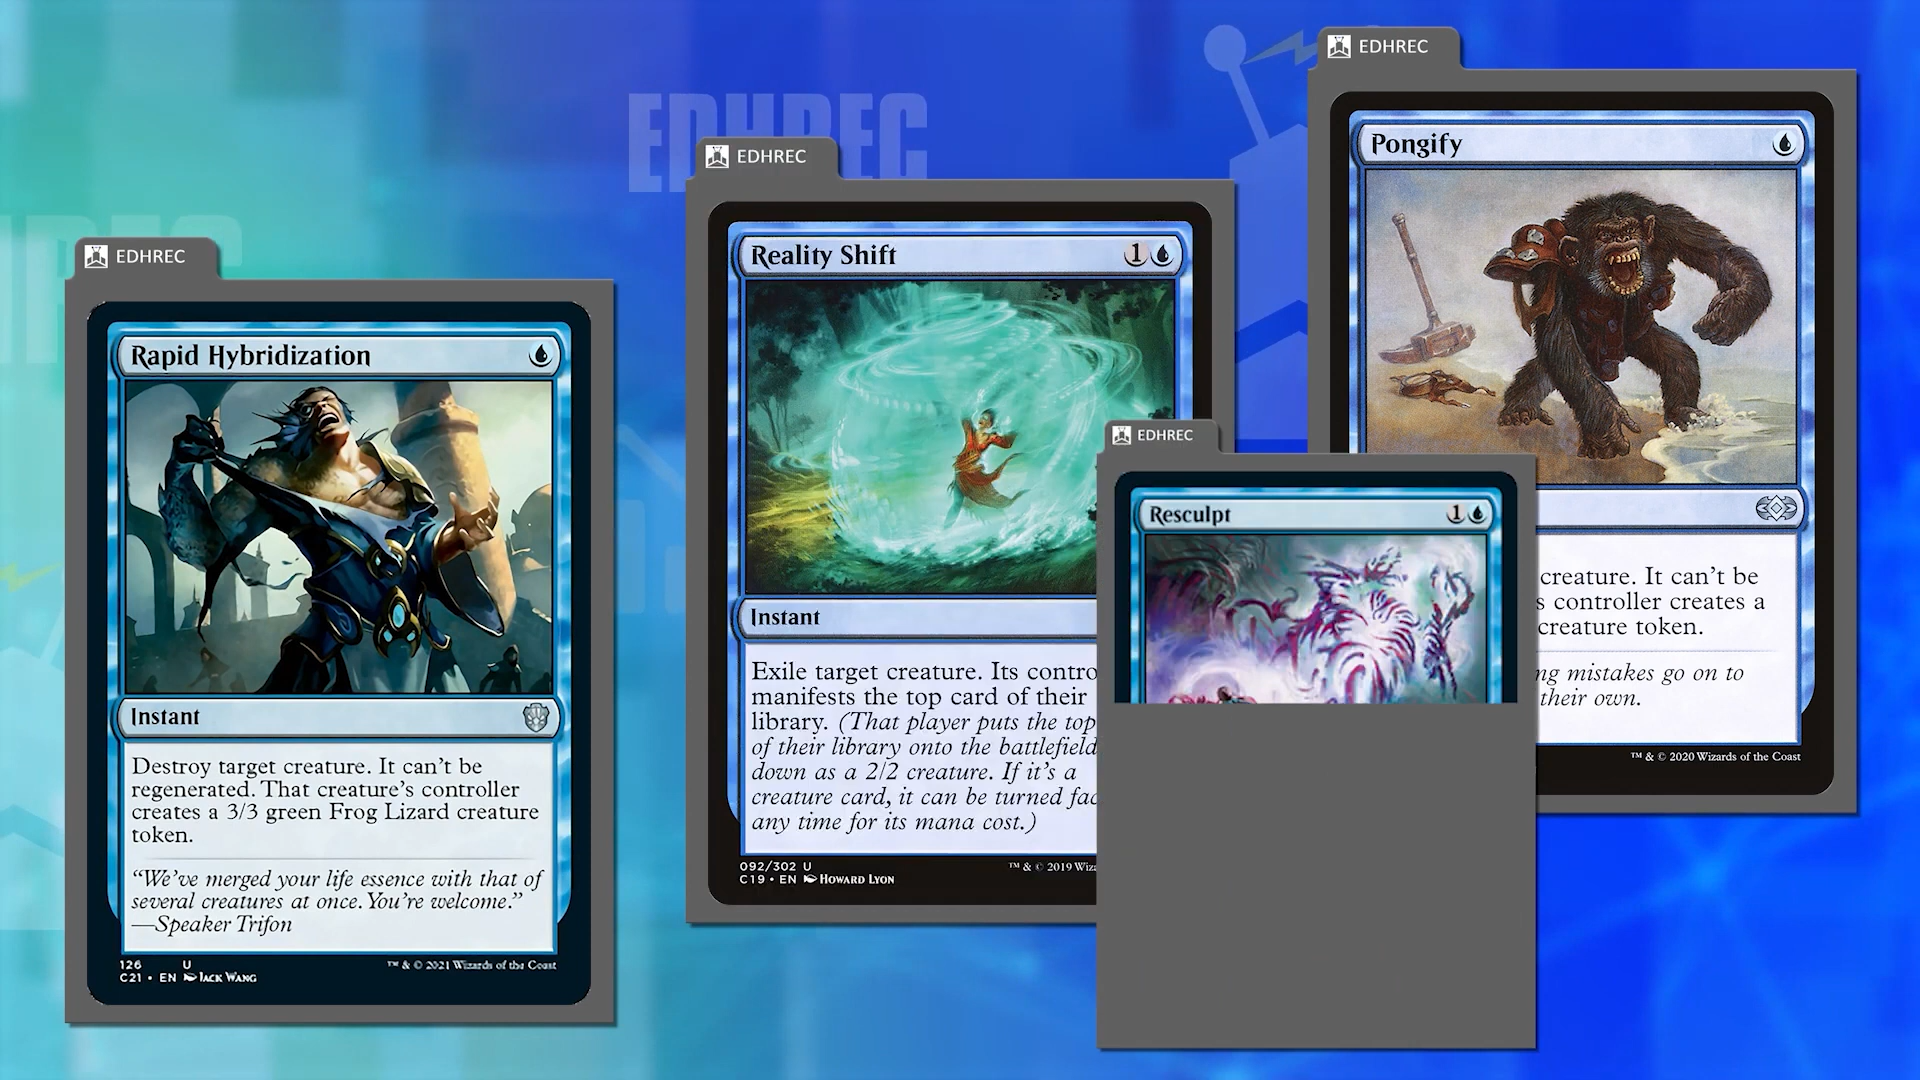 EDHREC
EDHREC
Rapid Hybridization
Instant
Destroy target creature. It can't be
regenerated. That creature's controller
creates a 3/3 green Frog Lizard creature
token.
"We've merged your life essence with that of
several creatures at once. You're welcome."
—Speaker Trifon
126 U
C21 • EN Jack Wang
™ & © 2021 Wizards of the Coast
EDHREC
Reality Shift 1
Instant
Exile target creature. Its contro
manifests the top card of their
library. (That player puts the top
of their library onto the battlefield
down as a 2/2 creature. If it's a
creature card, it can be turned fac
any time for its mana cost.)
092/302 U
C19 • EN Howard Lyon
™ & © 2019 Wiz
EDHREC
Resculpt 1
EDHREC
Pongify
creature. It can't be
s controller creates a
creature token.
ng mistakes go on to
their own.
™ & © 2020 Wizards of the Coast